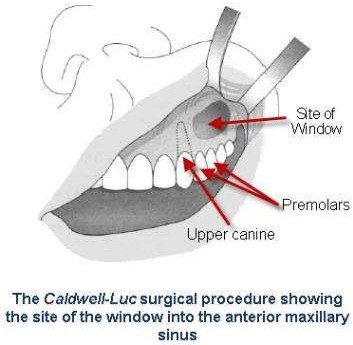 Site of
Window
Premolars
Upper canine
The Caldwell-Luc surgical procedure showing
the site of the window into the anterior maxillary
sinus